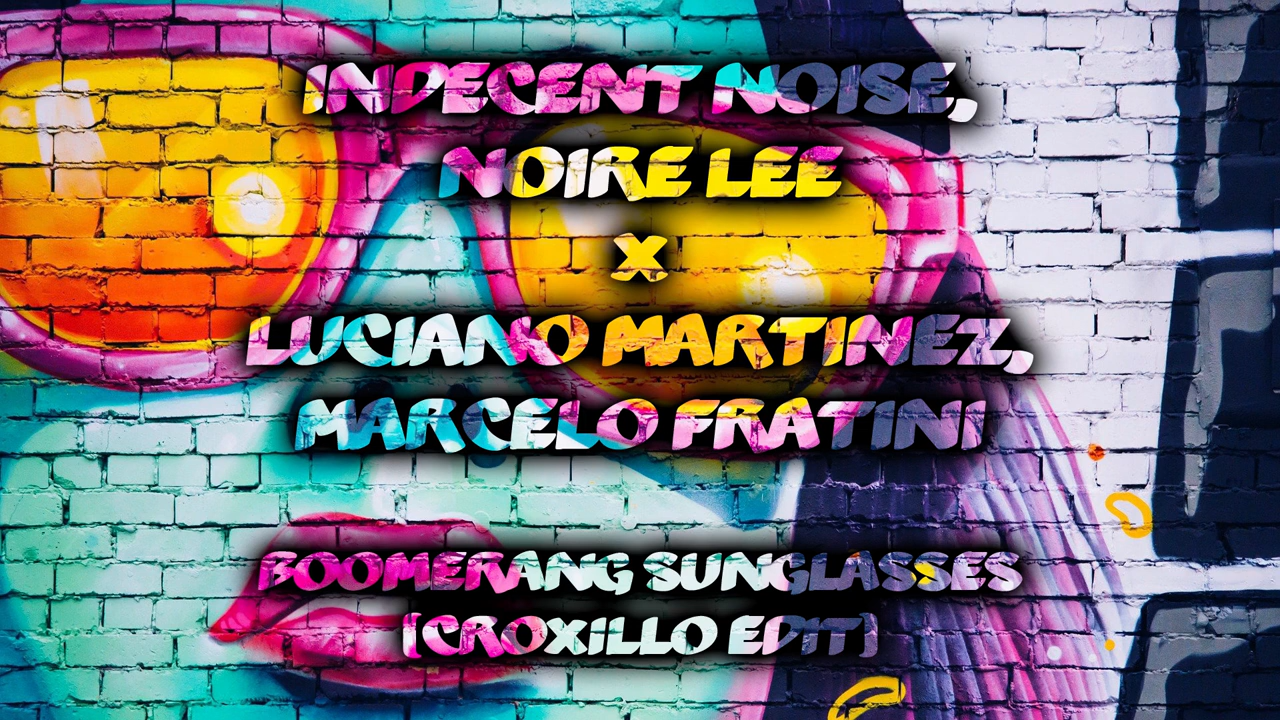 INDECENT NOISE,
NOIRE LEE
X
LUCIANO MARTINEZ,
MARCELO FRATINI
BOOMERANG SUNGLASSES
(CROXILLO EDIT)